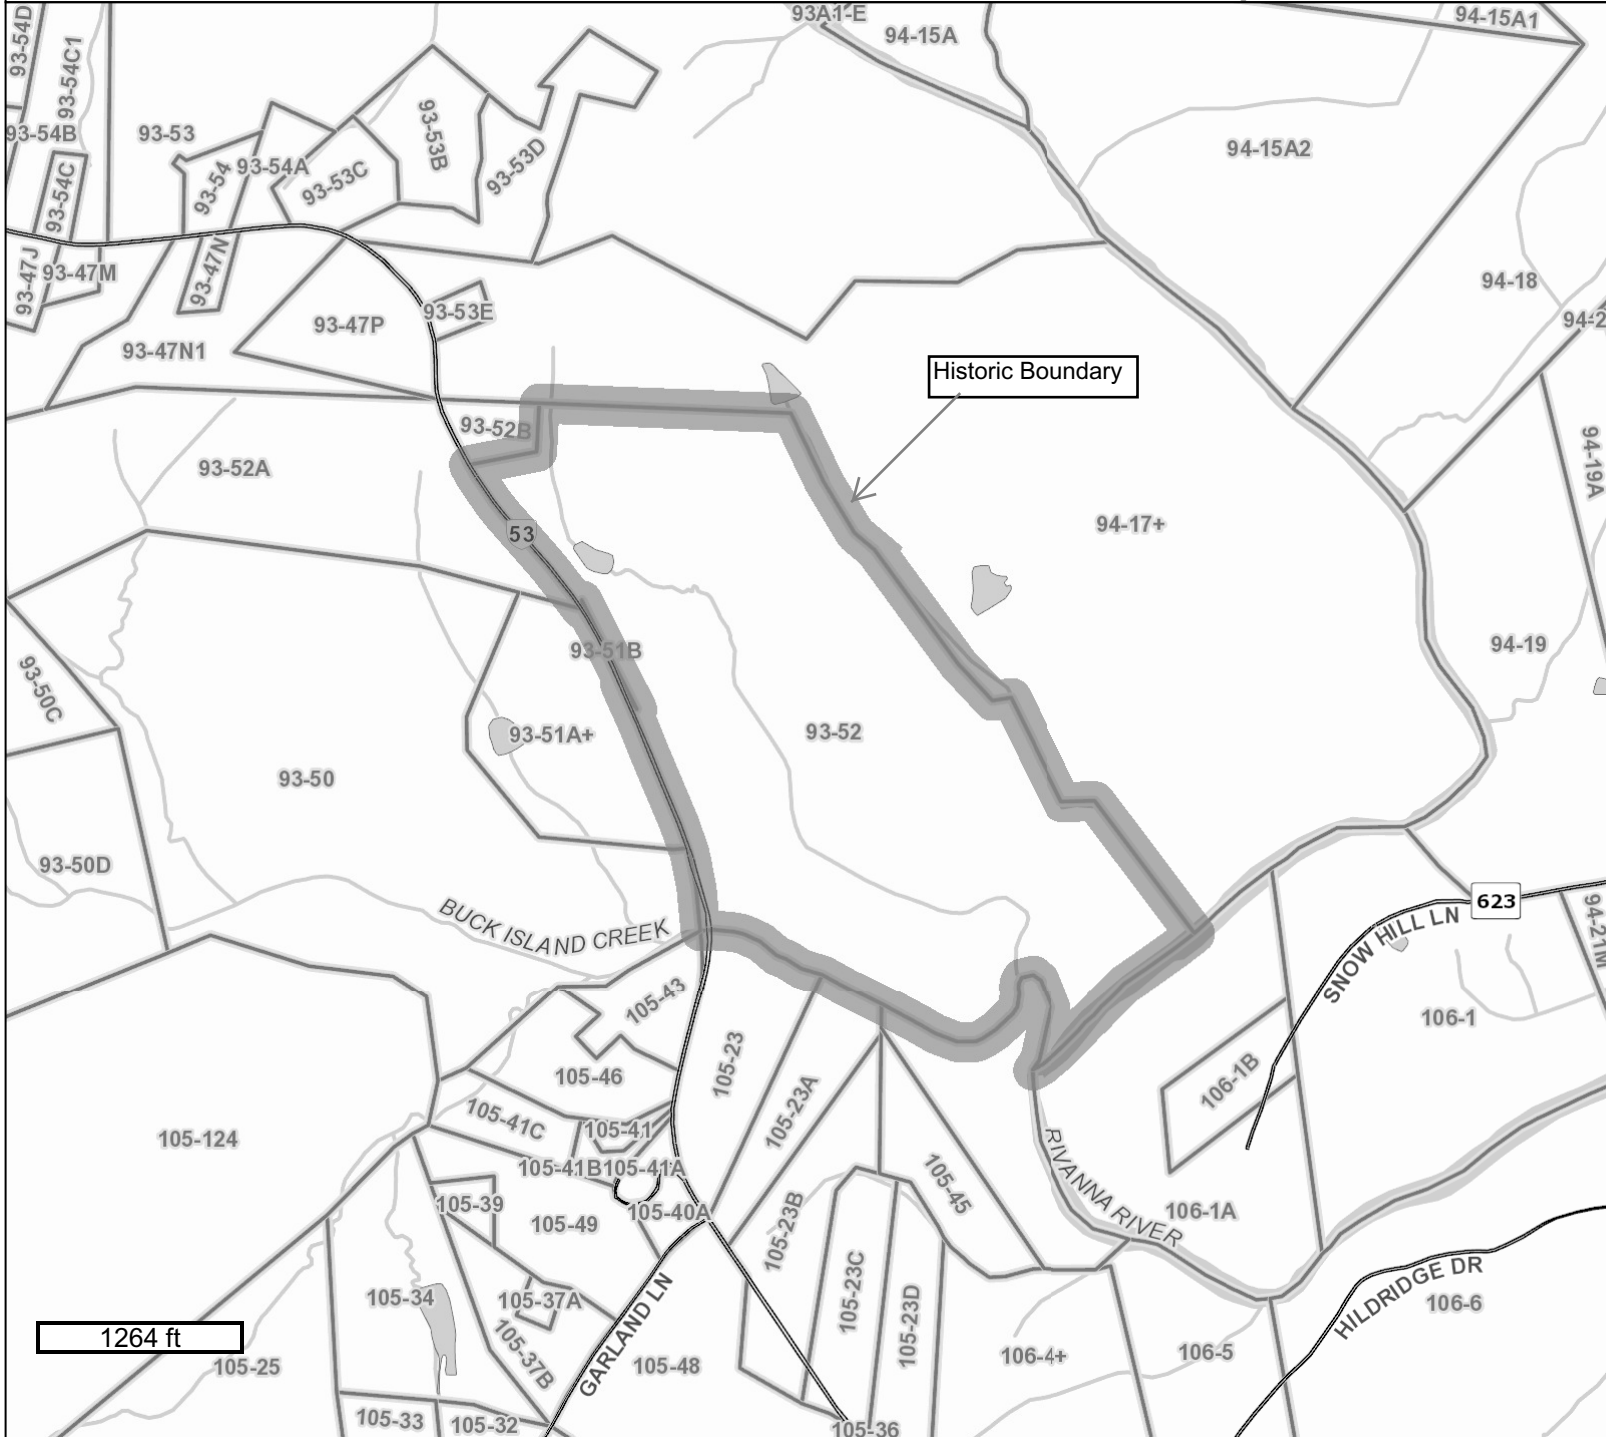 93A1-E
94-15A
94-15A1
93-54D
93-54C1
93-54B
93-53
93-53B
93-53D
94-15A2
93-54A
93-54
93-53C
93-54C
93-47J
93-47M
93-47N
94-18
93-53E
93-47P
94-2
93-47N1
Historic Boundary
93-52B
93-52A
94-19A
53
94-17+
93-51B
94-19
93-50C
93-52
93-51A+
93-50
93-50D
623
BUCK ISLAND CREEK
SNOW HILL LN
94-21M
105-43
106-1
105-23
105-46
106-1B
105-23A
105-41C
105-41
105-124
105-41B
105-41A
105-45
RIVANNA RIVER
105-39
105-40A
106-1A
105-49
105-23B
105-34
105-37A
105-23C
105-23D
HILDRIDGE DR
106-6
GARLAND LN
1264 ft
105-37B
105-25
105-48
106-4+
106-5
105-33
105-32
105-36